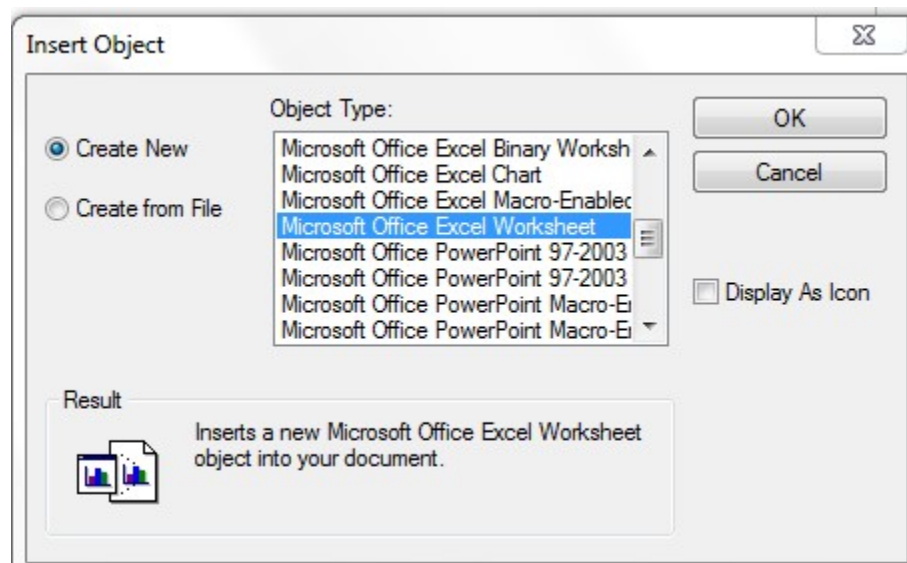 Insert Object
Object Type:
Create New
Create from File
Microsoft Office Excel Binary Worksh
Microsoft Office Excel Chart
Microsoft Office Excel Macro-Enabled
Microsoft Office Excel Worksheet
Microsoft Office PowerPoint 97-2003
Microsoft Office PowerPoint 97-2003
Microsoft Office PowerPoint Macro-En
Microsoft Office PowerPoint Macro-En
OK
Cancel
Display As Icon
Result
Inserts a new Microsoft Office Excel Worksheet
object into your document.